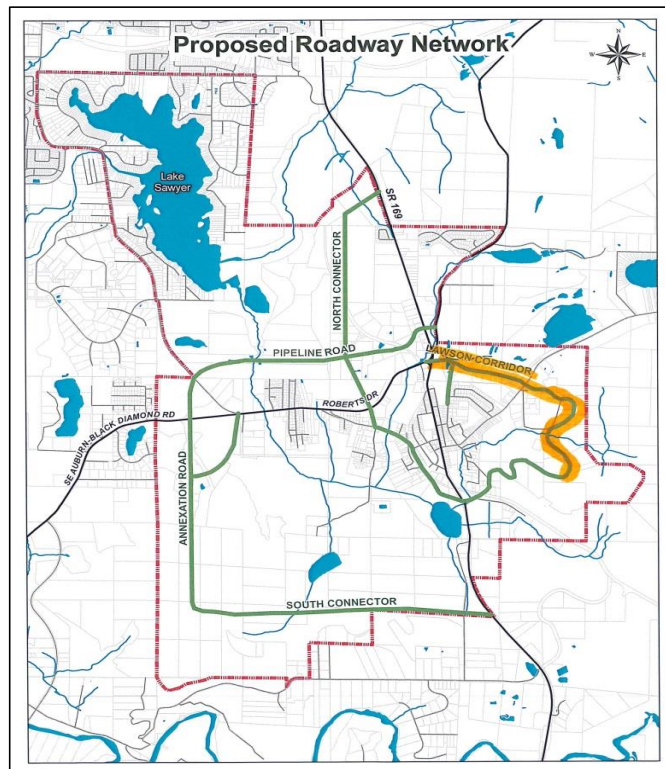 Proposed Roadway Network
N
W
E
S
Lake
Sawyer
SR 169
NORTH CONNECTOR
PIPELINE ROAD
LAWSON-CORRIDOR
ROBERTS DR
SE AUBURN-BLACK DIAMOND RD
ANNEXATION ROAD
SOUTH CONNECTOR